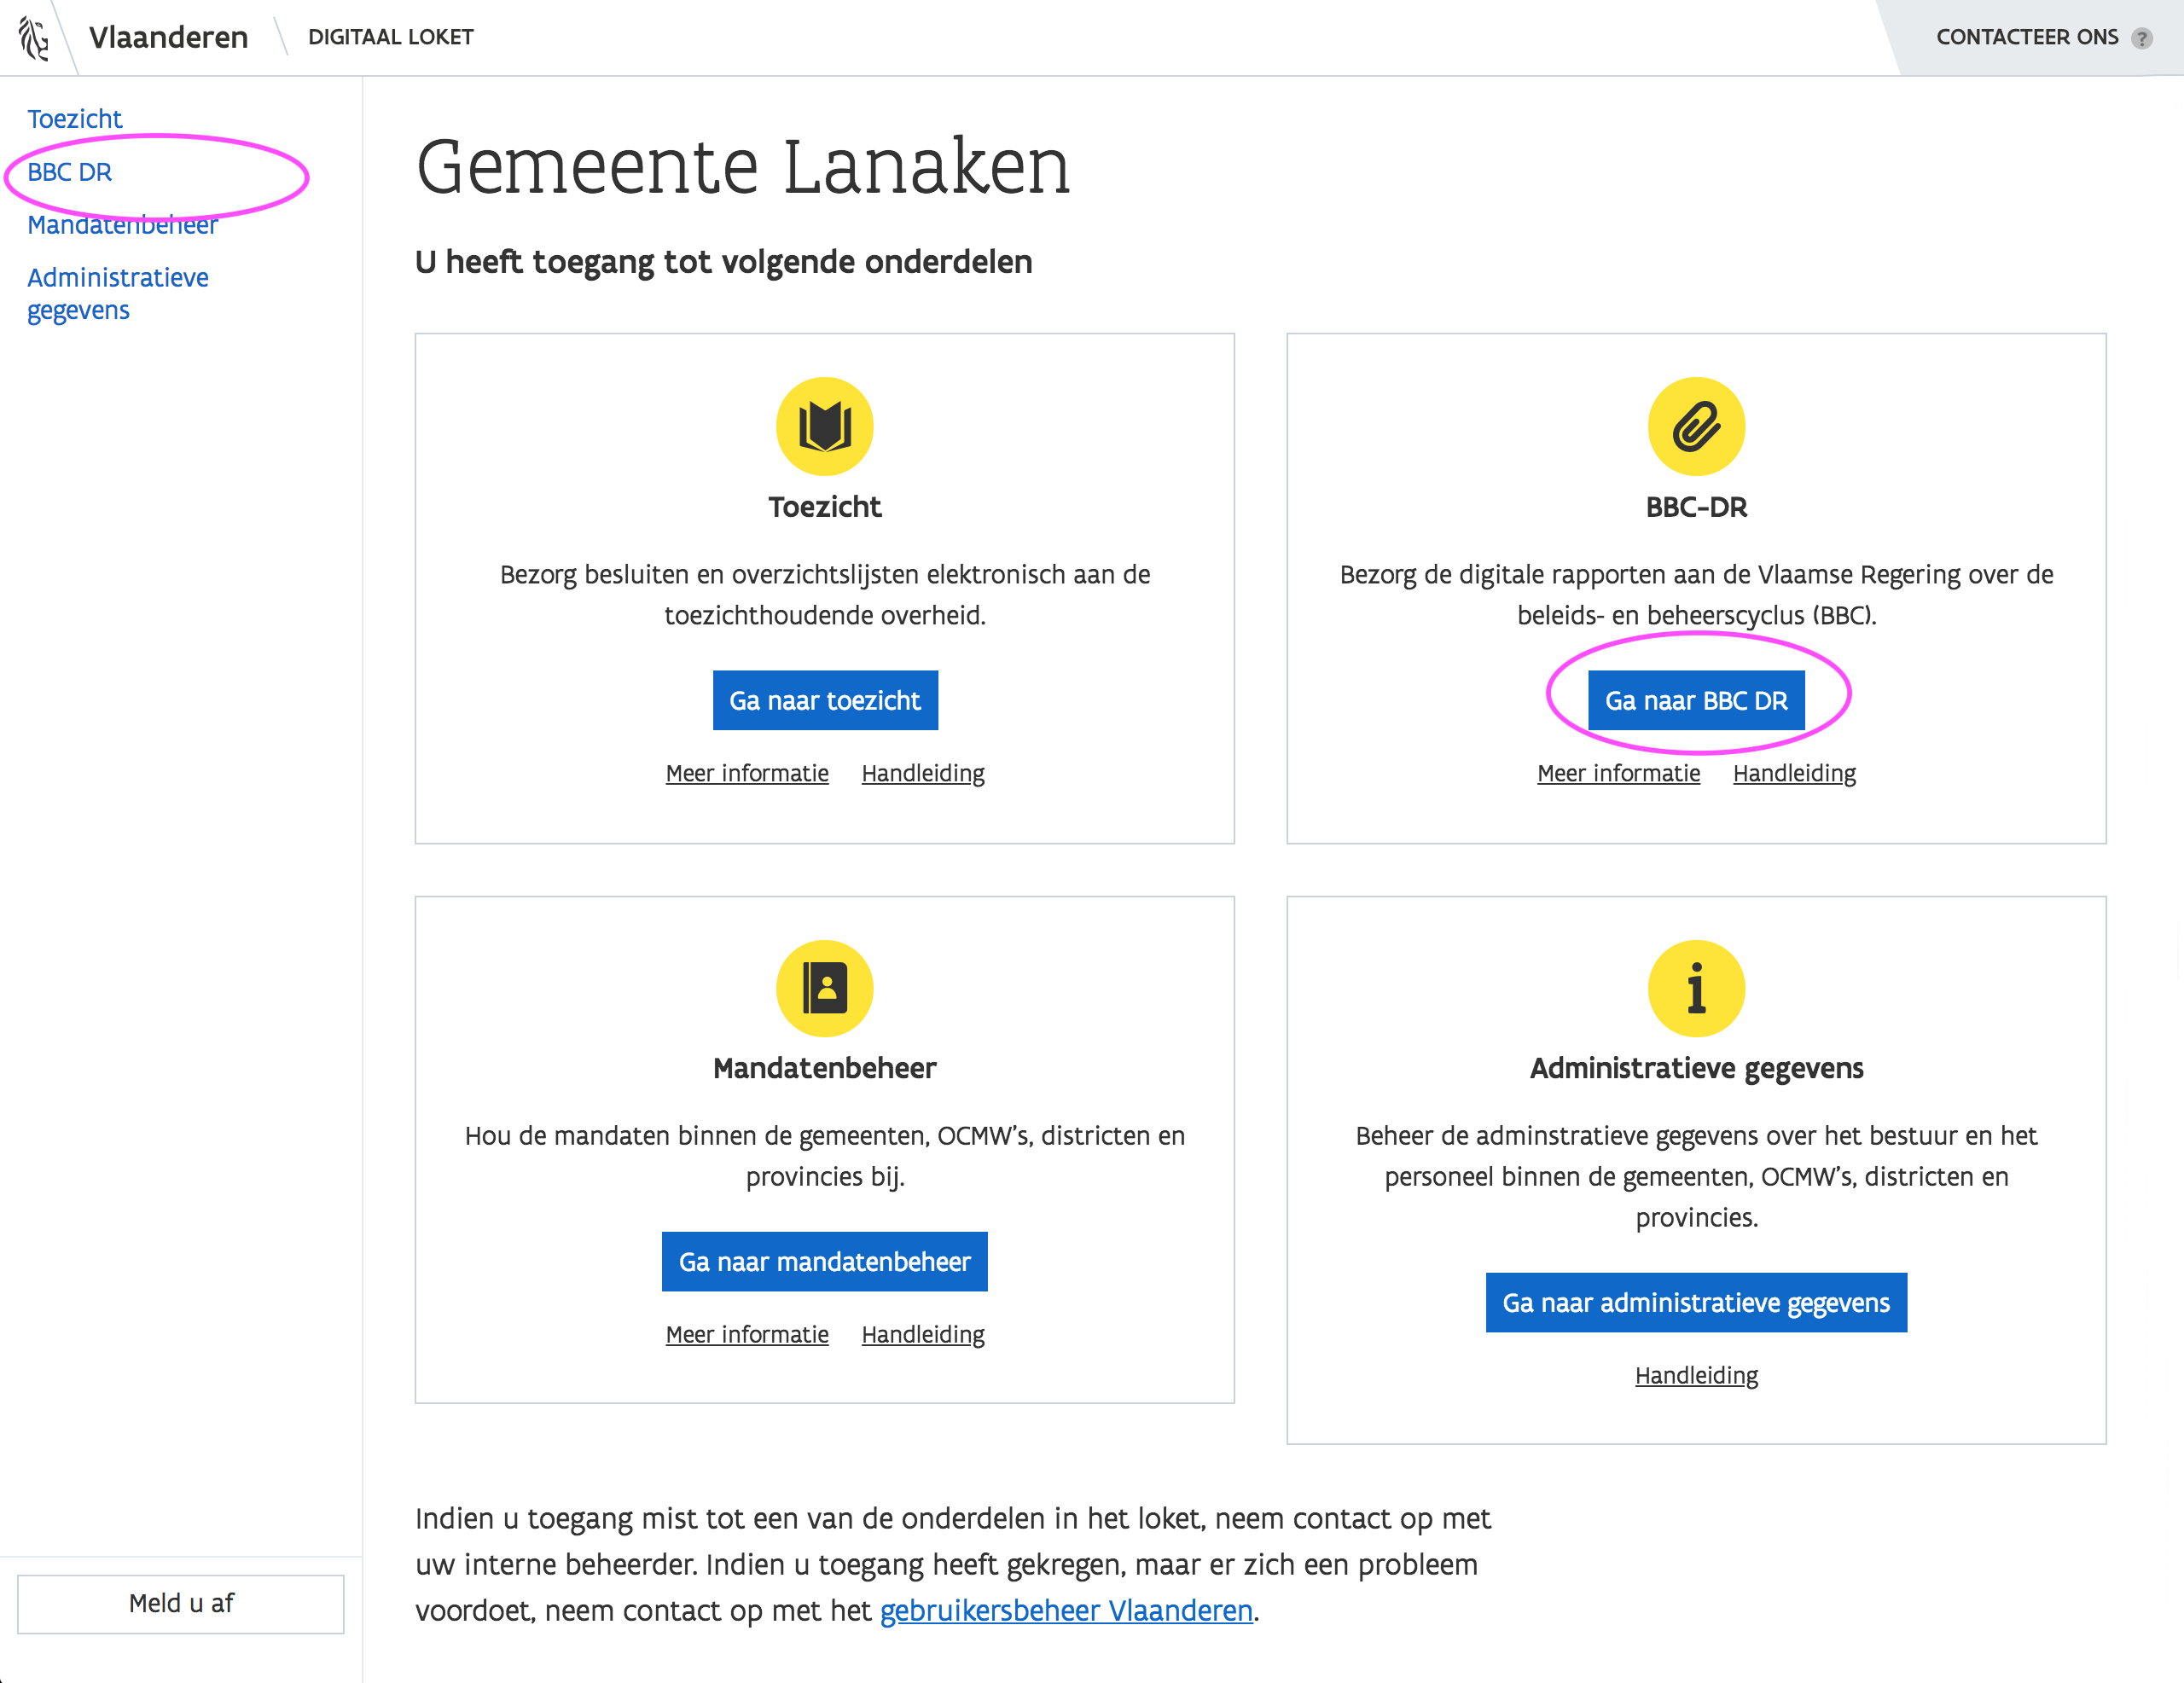 Vlaanderen
DIGITAAL LOKET
CONTACTEER ONS ?
Toezicht
BBC DR
Mandatenbeheer
Administratieve
gegevens
Gemeente Lanaken
U heeft toegang tot volgende onderdelen
Toezicht
Bezorg besluiten en overzichtslijsten elektronisch aan de
toezichthoudende overheid.
Ga naar toezicht
Meer informatie Handleiding
BBC-DR
Bezorg de digitale rapporten aan de Vlaamse Regering over de
beleids- en beheerscyclus (BBC).
Ga naar BBC DR
Meer informatie Handleiding
Mandatenbeheer
Hou de mandaten binnen de gemeenten, OCMW's, districten en
provincies bij.
Ga naar mandatenbeheer
Meer informatie Handleiding
Administratieve gegevens
Beheer de adminstratieve gegevens over het bestuur en het
personeel binnen de gemeenten, OCMW's, districten en
provincies.
Ga naar administratieve gegevens
Handleiding
Indien u toegang mist tot een van de onderdelen in het loket, neem contact op met
uw interne beheerder. Indien u toegang heeft gekregen, maar er zich een probleem
voordoet, neem contact op met het gebruikersbeheer Vlaanderen.
Meld u af